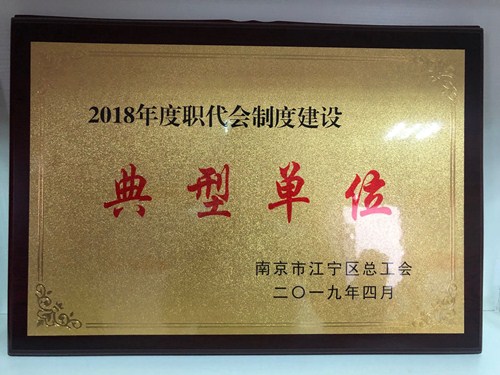 2018年度职代会制度建设
典型单位
南京市江宁区总工会
二〇一九年四月